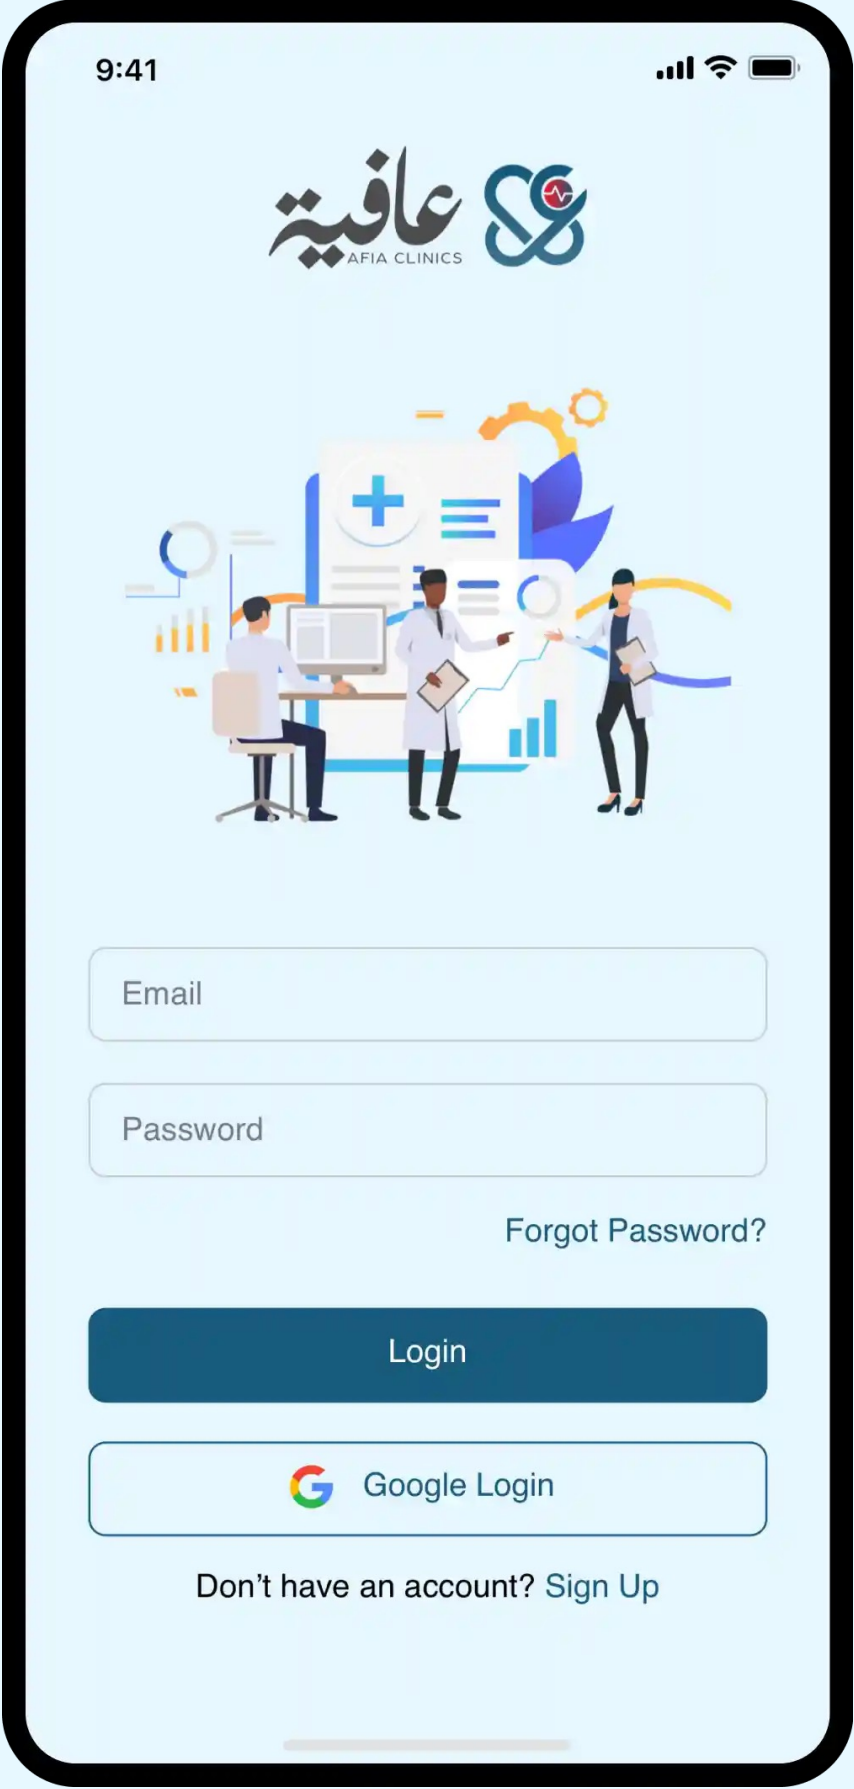 9:41
عافية
AFIA CLINICS
Email
Password
Forgot Password?
Login
Google Login
Don't have an account? Sign Up